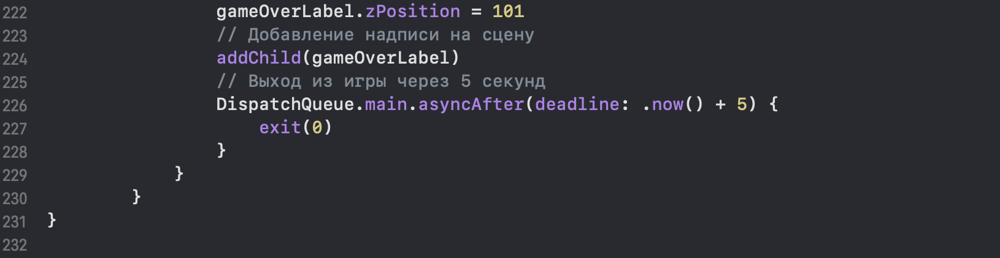 222 gameOverLabel.zPosition = 101
223 // Добавление надписи на сцену
224 addChild(gameOverLabel)
225 // Выход из игры через 5 секунд
226 DispatchQueue.main.asyncAfter(deadline: .now() + 5) {
227 exit(0)
228 }
229 }
230 }
231 }
232